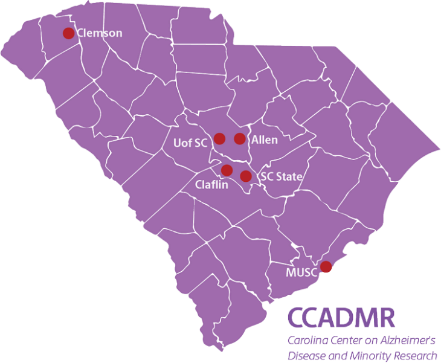 Clemson
Uof SC
Allen
Claflin
SC State
MUSC
CCADMR
Carolina Center on Alzheimer's
Disease and Minority Research